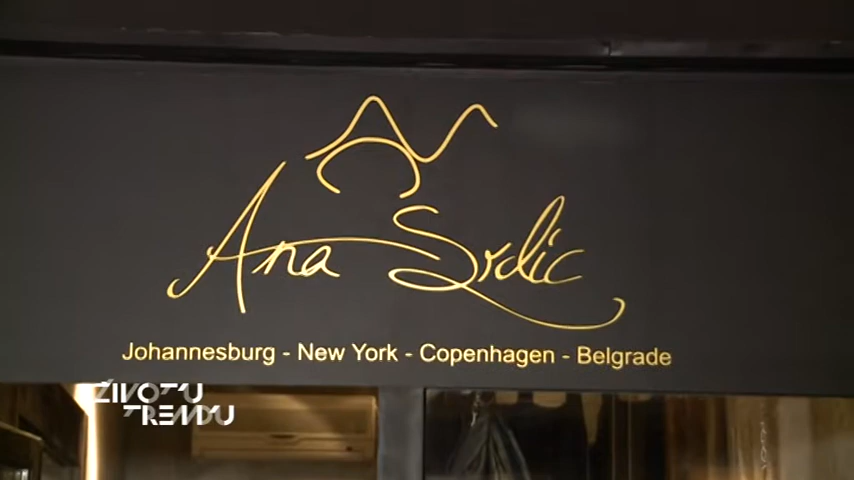 Ana Srdic
Johannesburg - New York - Copenhagen - Belgrade
ŽIVOT U
TRENDU